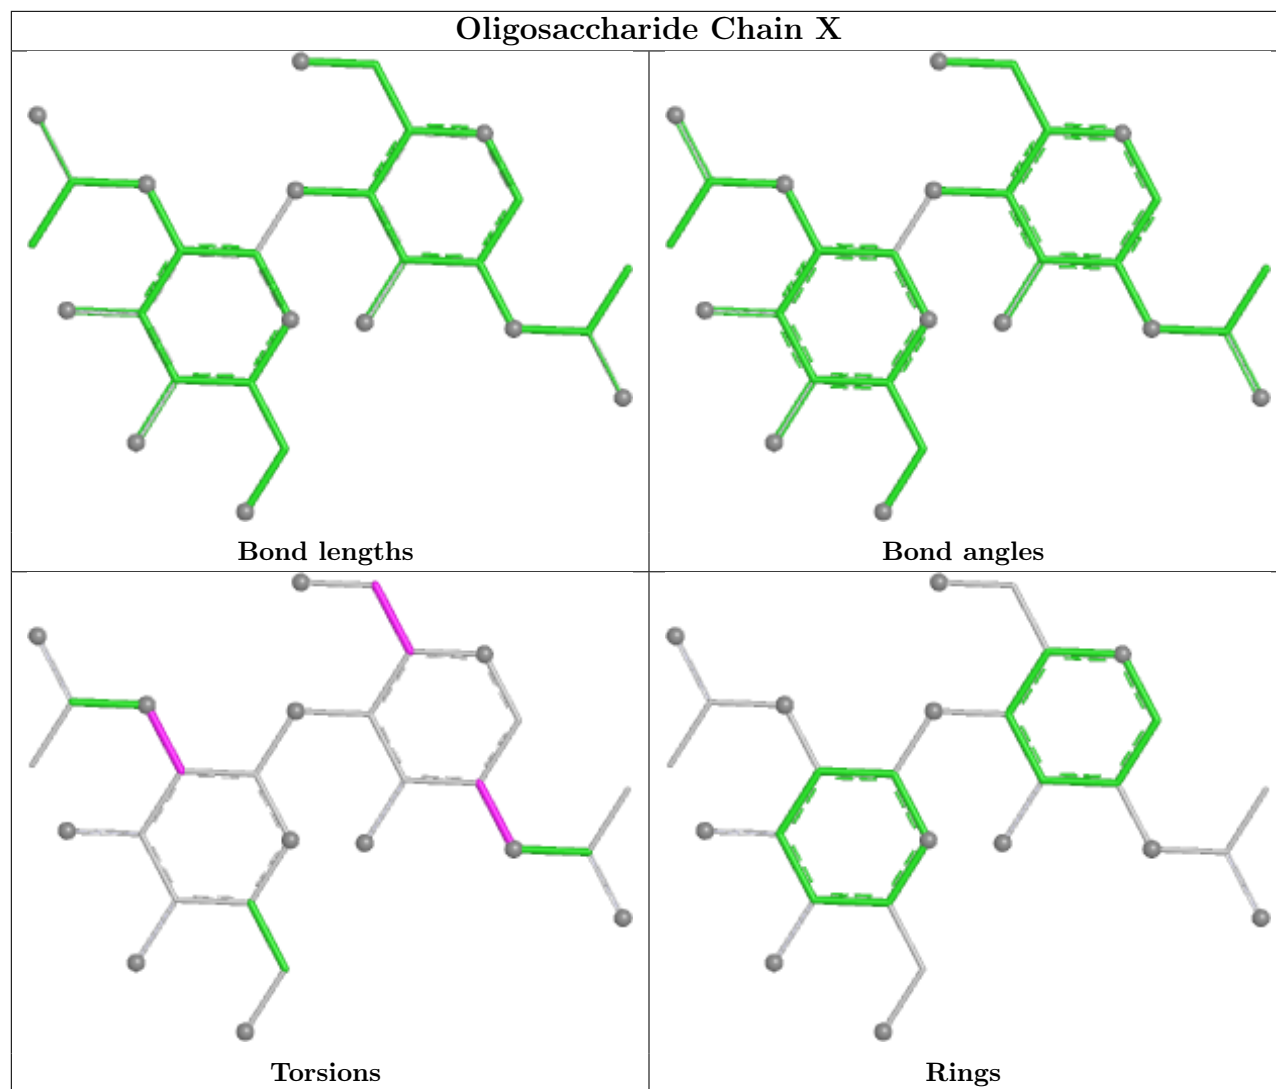 Oligosaccharide Chain X
Bond lengths
Bond angles
Torsions
Rings